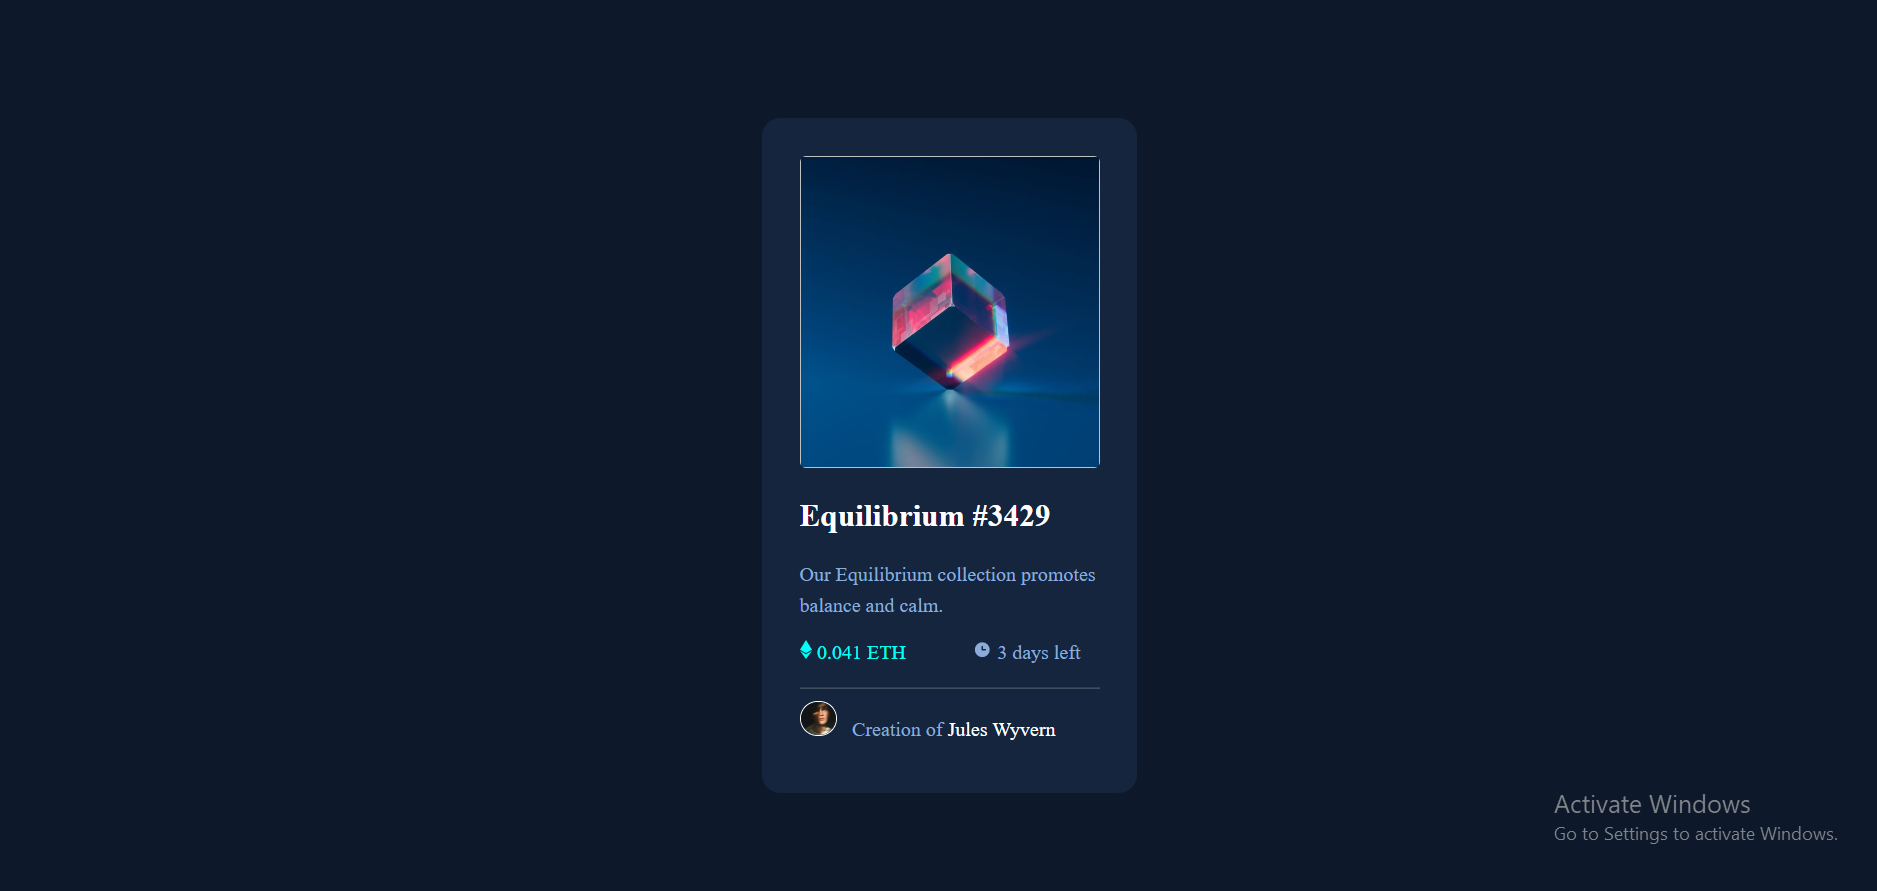 Equilibrium #3429
Our Equilibrium collection promotes
balance and calm.
0.041 ETH
3 days left
Creation of Jules Wyvern
Activate Windows
Go to Settings to activate Windows.